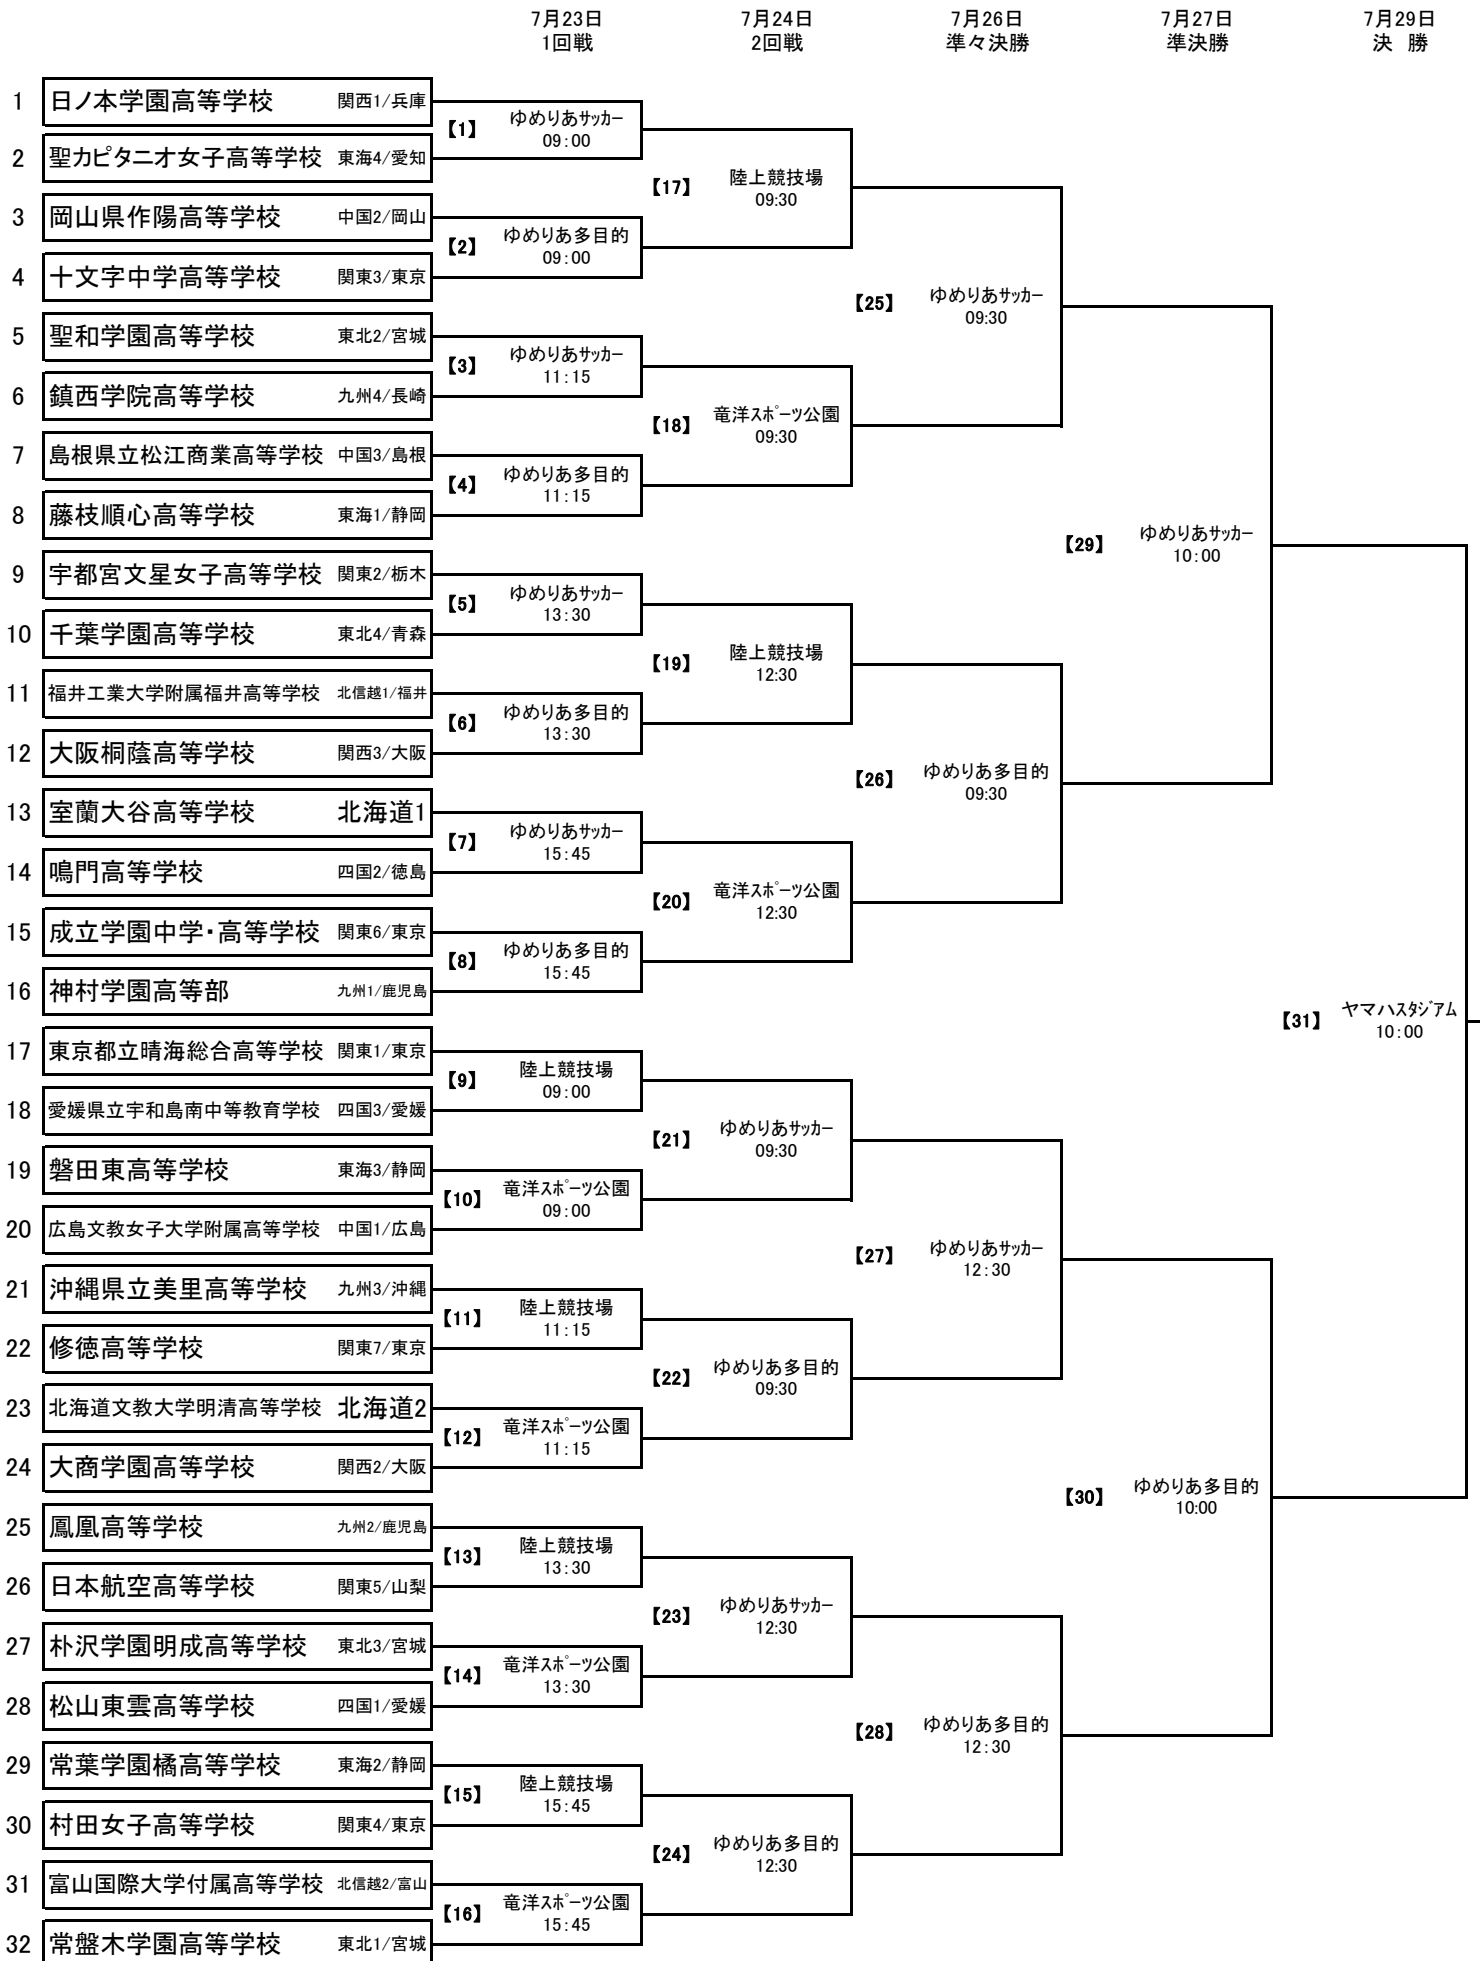 7月23日 7月24日 7月26日 7月27日 7月29日
1回戦 2回戦 準々決勝 準決勝 決 勝
1 日ノ本学園高等学校 関西1/兵庫
【1】 ゆめりあサッカー
09:00
2 聖カピタニオ女子高等学校 東海4/愛知
【17】 陸上競技場
09:30
3 岡山県作陽高等学校 中国2/岡山
【2】 ゆめりあ多目的
09:00
4 十文字中学高等学校 関東3/東京
【25】 ゆめりあサッカー
09:30
5 聖和学園高等学校 東北2/宮城
【3】 ゆめりあサッカー
11:15
6 鎮西学院高等学校 九州4/長崎
【18】 竜洋スポーツ公園
09:30
7 島根県立松江商業高等学校 中国3/島根
【4】 ゆめりあ多目的
11:15
8 藤枝順心高等学校 東海1/静岡
【29】 ゆめりあサッカー
10:00
9 宇都宮文星女子高等学校 関東2/栃木
【5】 ゆめりあサッカー
13:30
10 千葉学園高等学校 東北4/青森
【19】 陸上競技場
12:30
11 福井工業大学附属福井高等学校 北信越1/福井
【6】 ゆめりあ多目的
13:30
12 大阪桐蔭高等学校 関西3/大阪
【26】 ゆめりあ多目的
09:30
13 室蘭大谷高等学校 北海道1
【7】 ゆめりあサッカー
15:45
14 鳴門高等学校 四国2/徳島
【20】 竜洋スポーツ公園
12:30
15 成立学園中学・高等学校 関東6/東京
【8】 ゆめりあ多目的
15:45
16 神村学園高等部 九州1/鹿児島
【31】 ヤマハスタジアム
10:00
17 東京都立晴海総合高等学校 関東1/東京
【9】 陸上競技場
09:00
18 愛媛県立宇和島南中等教育学校 四国3/愛媛
【21】 ゆめりあサッカー
09:30
19 磐田東高等学校 東海3/静岡
【10】 竜洋スポーツ公園
09:00
20 広島文教女子大学附属高等学校 中国1/広島
【27】 ゆめりあサッカー
12:30
21 沖縄県立美里高等学校 九州3/沖縄
【11】 陸上競技場
11:15
22 修徳高等学校 関東7/東京
【22】 ゆめりあ多目的
09:30
23 北海道文教大学明清高等学校 北海道2
【12】 竜洋スポーツ公園
11:15
24 大商学園高等学校 関西2/大阪
【30】 ゆめりあ多目的
10:00
25 鳳凰高等学校 九州2/鹿児島
【13】 陸上競技場
13:30
26 日本航空高等学校 関東5/山梨
【23】 ゆめりあサッカー
12:30
27 朴沢学園明成高等学校 東北3/宮城
【14】 竜洋スポーツ公園
13:30
28 松山東雲高等学校 四国1/愛媛
【28】 ゆめりあ多目的
12:30
29 常葉学園橘高等学校 東海2/静岡
【15】 陸上競技場
15:45
30 村田女子高等学校 関東4/東京
【24】 ゆめりあ多目的
12:30
31 富山国際大学付属高等学校 北信越2/富山
【16】 竜洋スポーツ公園
15:45
32 常盤木学園高等学校 東北1/宮城